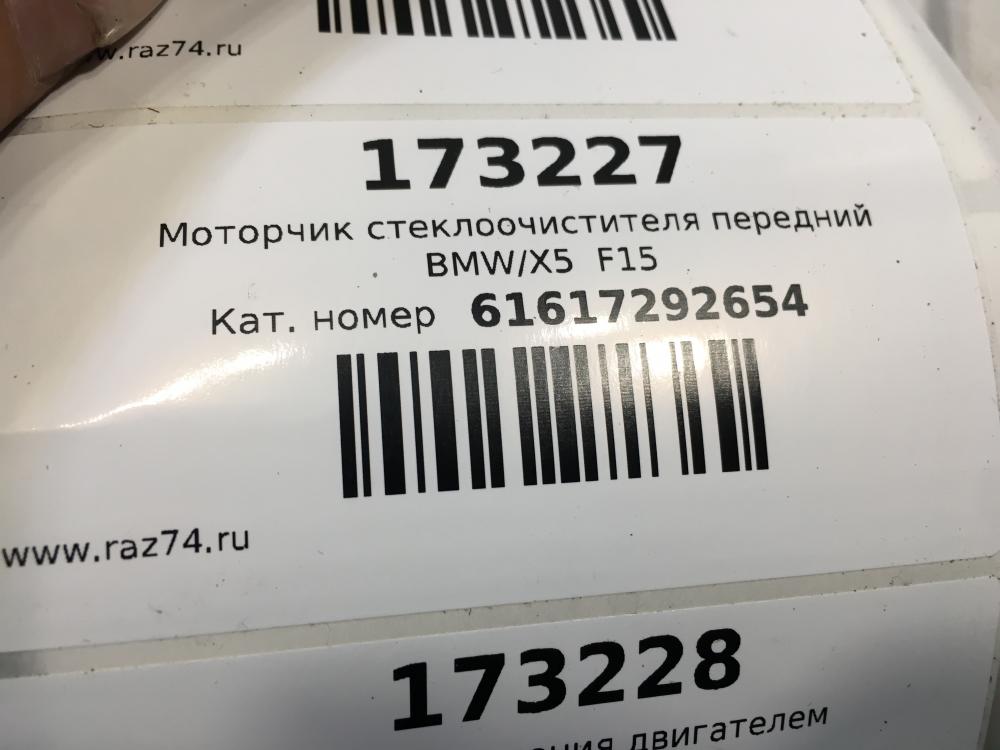 .raz74.ru
173227
Моторчик стеклоочистителя передний
BMW/X5 F15
Кат. номер 61617292654
www.raz74.ru
173228
двигателем